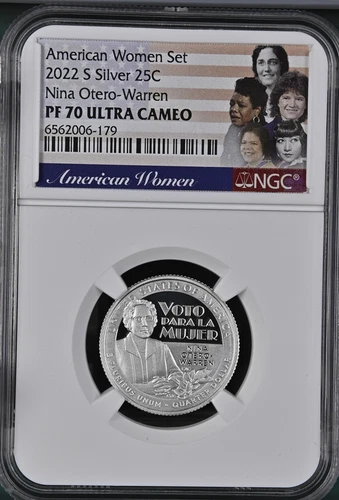 American Women Set
2022 S Silver 25C
Nina Otero-Warren
PF 70 ULTRA CAMEO
6562006-179
American Women
NGC®
UNITED STATES OF AMERICA
VOTO
PARA LA
MUJER
NINA
OTERO-
WARREN
E PLURIBUS UNUM • QUARTER DOLLAR